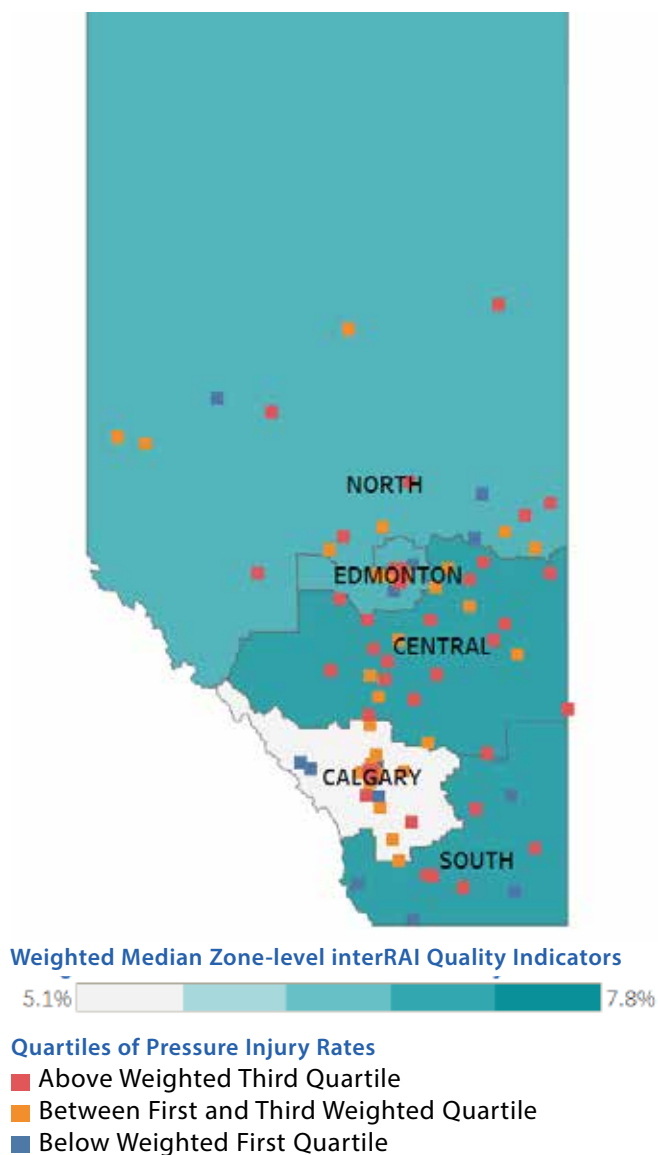 NORTH
EDMONTON
CENTRAL
CALGARY
SOUTH
Weighted Median Zone-level interRAI Quality Indicators
5.1% 7.8%
Quartiles of Pressure Injury Rates
Above Weighted Third Quartile
Between First and Third Weighted Quartile
Below Weighted First Quartile